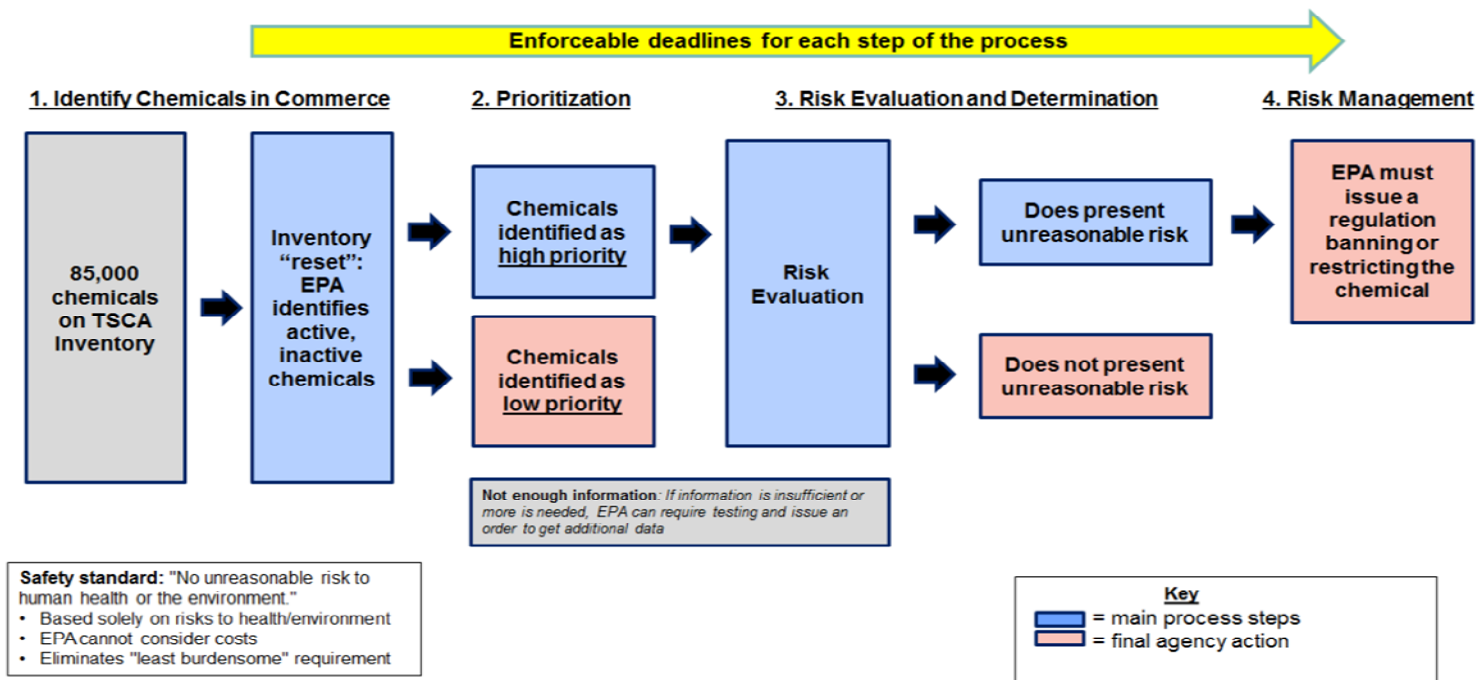 Enforceable deadlines for each step of the process
1. Identify Chemicals in Commerce
2. Prioritization
3. Risk Evaluation and Determination
4. Risk Management
85,000
chemicals
on TSCA
Inventory
Inventory
“reset”:
EPA
identifies
active,
inactive
chemicals
Chemicals
identified as
high priority
Chemicals
identified as
low priority
Risk
Evaluation
Does present
unreasonable risk
Does not present
unreasonable risk
EPA must
issue a
regulation
banning or
restricting the
chemical
Not enough information: If information is insufficient or
more is needed, EPA can require testing and issue an
order to get additional data
Safety standard: "No unreasonable risk to
human health or the environment."
• Based solely on risks to health/environment
• EPA cannot consider costs
• Eliminates "least burdensome" requirement
Key
= main process steps
= final agency action